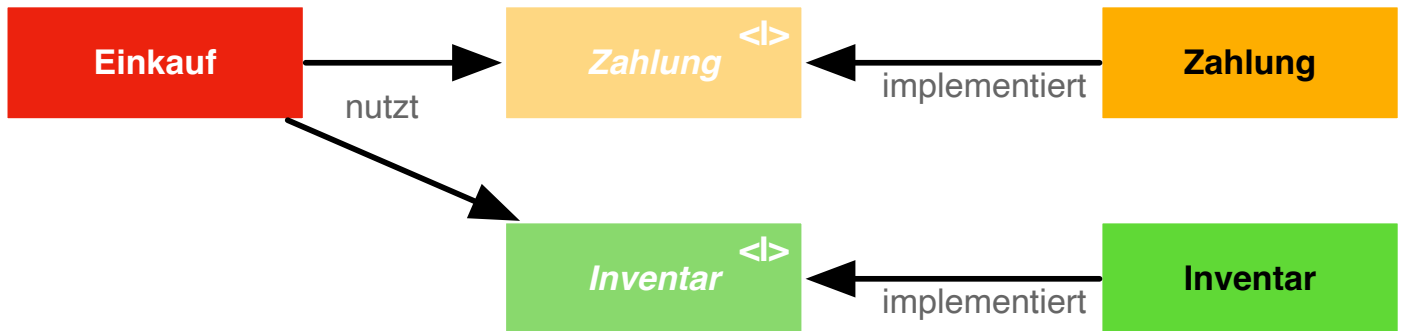 <I>
Einkauf
Zahlung
Zahlung
implementiert
nutzt
<I>
Inventar
Inventar
implementiert